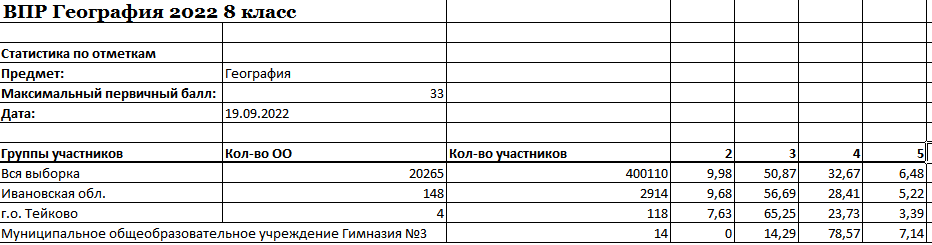 ВПР География 2022 8 класс
Статистика по отметкам
Предмет: География
Максимальный первичный балл: 33
Дата: 19.09.2022
Группы участников Кол-во ОО Кол-во участников 2 3 4 5
Вся выборка 20265 400110 9,98 50,87 32,67 6,48
Ивановская обл. 148 2914 9,68 56,69 28,41 5,22
г.о. Тейково 4 118 7,63 65,25 23,73 3,39
Муниципальное общеобразовательное учреждение Гимназия №3 14 0 14,29 78,57 7,14